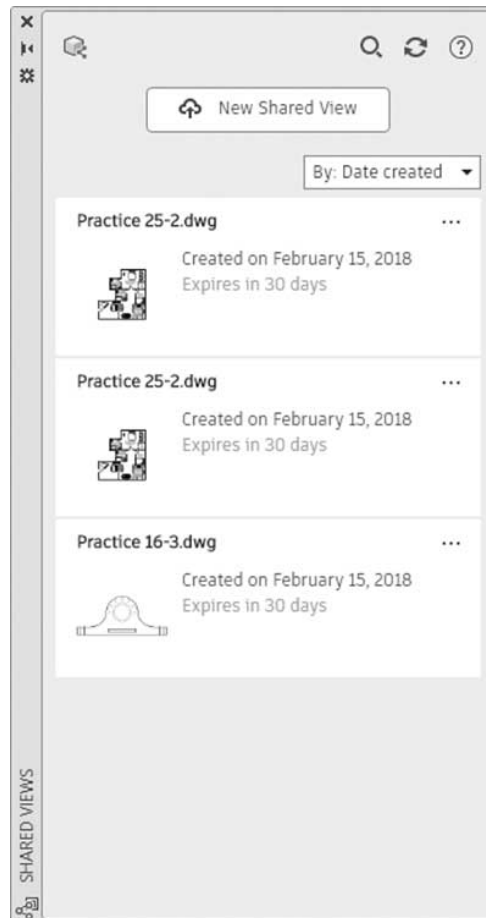 New Shared View
By: Date created
Practice 25-2.dwg
Created on February 15, 2018
Expires in 30 days
Practice 25-2.dwg
Created on February 15, 2018
Expires in 30 days
Practice 16-3.dwg
Created on February 15, 2018
Expires in 30 days
SHARED VIEWS